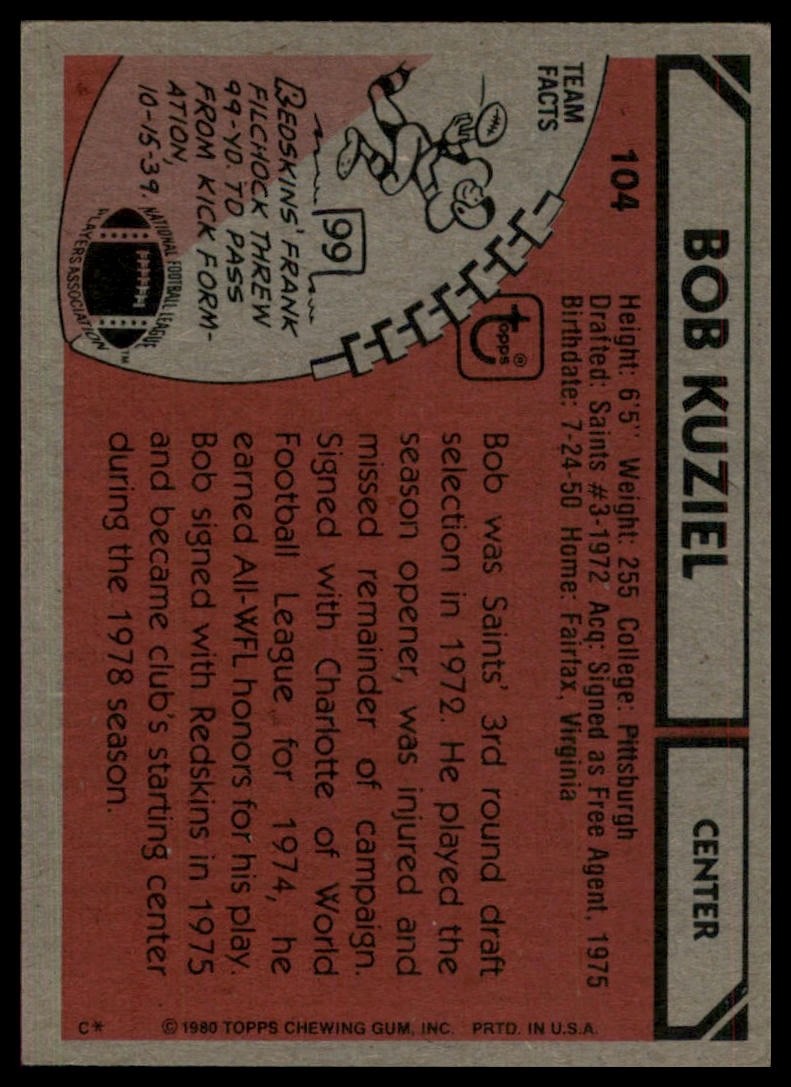 BOB KUZIEL
CENTER
104
Height: 6'5" Weight: 255 College: Pittsburgh
Drafted: Saints #3-1972 Acq: Signed as Free Agent, 1975
Birthdate: 7-24-50 Home: Fairfax, Virginia
TEAM
FACTS
99
REDSKINS' FRANK
FILCHOCK THREW
99-YD. TD PASS
FROM KICK FORM-
ATION,
10-15-39.
NATIONAL FOOTBALL LEAGUE
PLAYERS ASSOCIATION
TM
topps
®
Bob was Saints' 3rd round draft
selection in 1972. He played the
season opener, was injured and
missed remainder of campaign.
Signed with Charlotte of World
Football League for 1974, he
earned All-WFL honors for his play.
Bob signed with Redskins in 1975
and became club's starting center
during the 1978 season.
C*
© 1980 TOPPS CHEWING GUM, INC. PRTD. IN U.S.A.